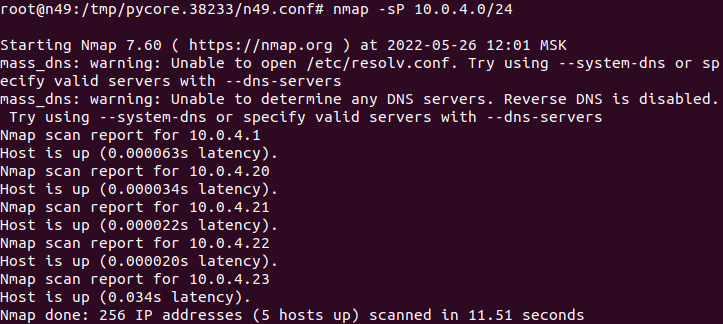 root@n49:/tmp/pycore.38233/n49.conf# nmap -sP 10.0.4.0/24
Starting Nmap 7.60 ( https://nmap.org ) at 2022-05-26 12:01 MSK
mass_dns: warning: Unable to open /etc/resolv.conf. Try using --system-dns or sp
ecify valid servers with --dns-servers
mass_dns: warning: Unable to determine any DNS servers. Reverse DNS is disabled.
 Try using --system-dns or specify valid servers with --dns-servers
Nmap scan report for 10.0.4.1
Host is up (0.000063s latency).
Nmap scan report for 10.0.4.20
Host is up (0.000034s latency).
Nmap scan report for 10.0.4.21
Host is up (0.000022s latency).
Nmap scan report for 10.0.4.22
Host is up (0.000020s latency).
Nmap scan report for 10.0.4.23
Host is up (0.034s latency).
Nmap done: 256 IP addresses (5 hosts up) scanned in 11.51 seconds